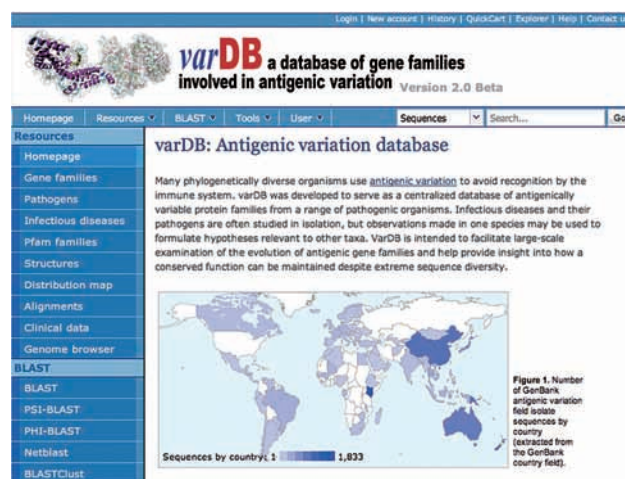 Login | New account | History | QuickCart | Explorer | Help | Contact u
varDB a database of gene families
involved in antigenic variation Version 2.0 Beta
Homepage Resources BLAST Tools User Sequences Search... Go
Resources
Homepage
Gene families
Pathogens
Infectious diseases
Pfam families
Structures
Distribution map
Alignments
Clinical data
Genome browser
BLAST
BLAST
PSI-BLAST
PHI-BLAST
Netblast
BLASTClust
varDB: Antigenic variation database
Many phylogenetically diverse organisms use antigenic variation to avoid recognition by the
immune system. varDB was developed to serve as a centralized database of antigenically
variable protein families from a range of pathogenic organisms. Infectious diseases and their
pathogens are often studied in isolation, but observations made in one species may be used to
formulate hypotheses relevant to other taxa. VarDB is intended to facilitate large-scale
examination of the evolution of antigenic gene families and help provide insight into how a
conserved function can be maintained despite extreme sequence diversity.
Sequences by country: 1 1,833
Figure 1. Number
of GenBank
antigenic variation
field isolate
sequences by
country
(extracted from
the GenBank
country field).